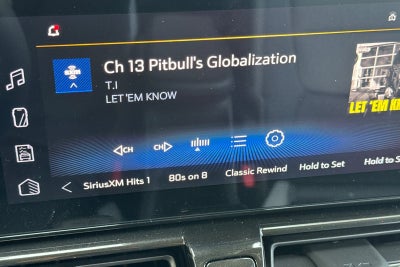 Ch 13 Pitbull's Globalization
T.I
LET 'EM KNOW
LET 'EM KN
CH CH
SiriusXM Hits 1 80s on 8 Classic Rewind Hold to Set Hold to S